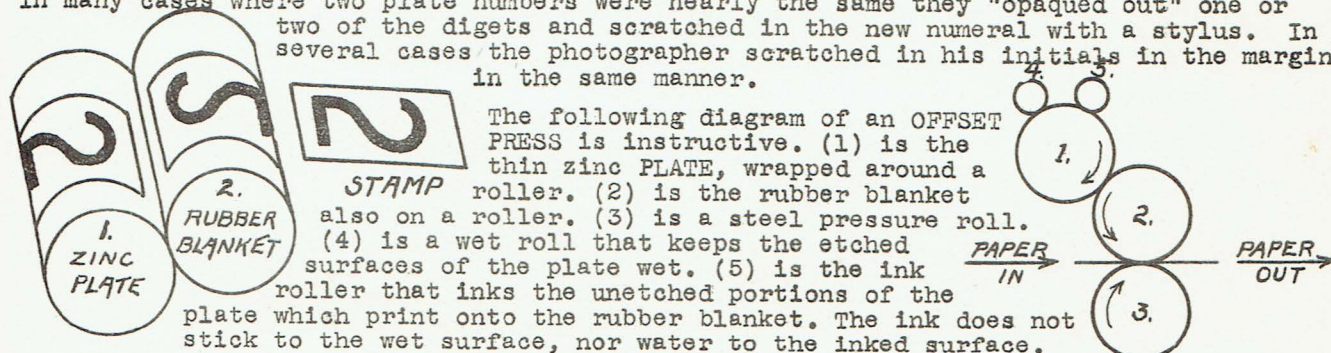 In many cases where two plate numbers were nearly the same they "opaqued out" one or
two of the digets and scratched in the new numeral with a stylus. In
several cases the photographer scratched in his initials in the margin
in the same manner.
The following diagram of an OFFSET
PRESS is instructive. (1) is the
thin zinc PLATE, wrapped around a
roller. (2) is the rubber blanket
also on a roller. (3) is a steel pressure roll.
(4) is a wet roll that keeps the etched
surfaces of the plate wet. (5) is the ink
roller that inks the unetched portions of the
plate which print onto the rubber blanket. The ink does not
stick to the wet surface, nor water to the inked surface.
2
2
2
STAMP
1.
ZINC
PLATE
2.
RUBBER
BLANKET
4.
5.
1.
2.
3.
PAPER
IN
PAPER
OUT